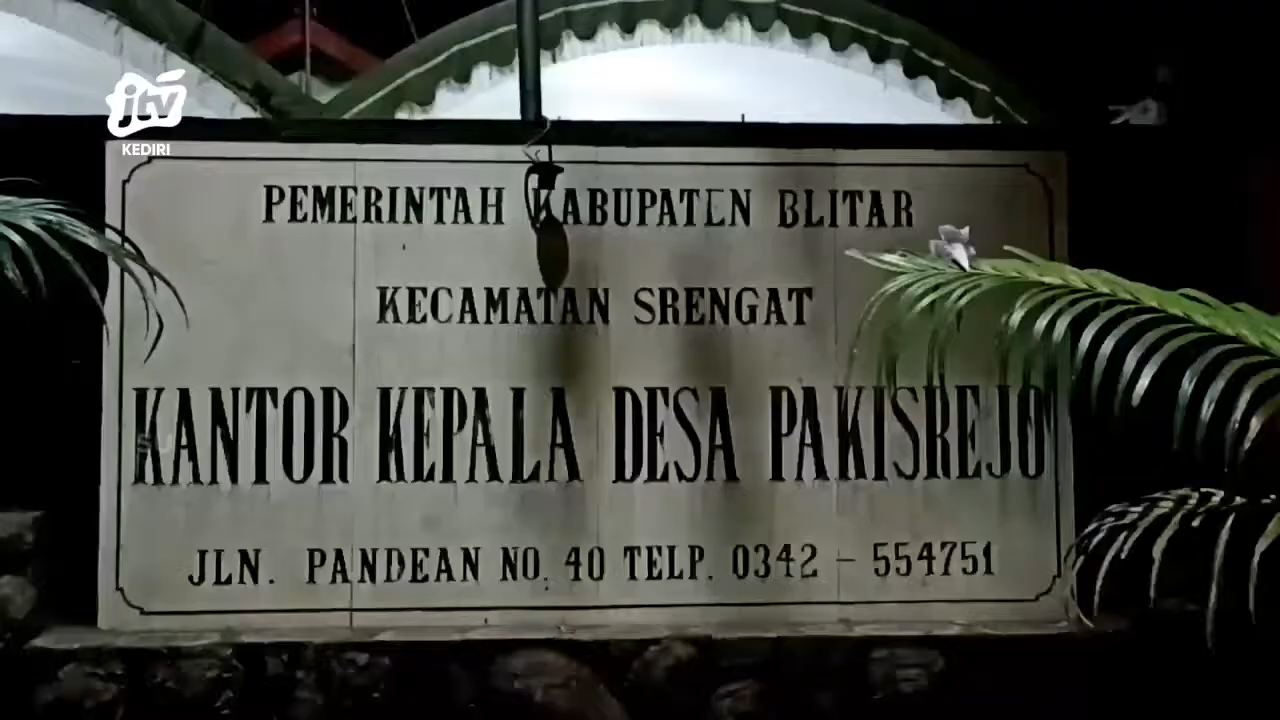 jtv
KEDIRI
PEMERINTAH KABUPATEN BLITAR
KECAMATAN SRENGAT
KANTOR KEPALA DESA PAKISREJO
JLN. PANDEAN NO. 40 TELP. 0342 - 554751